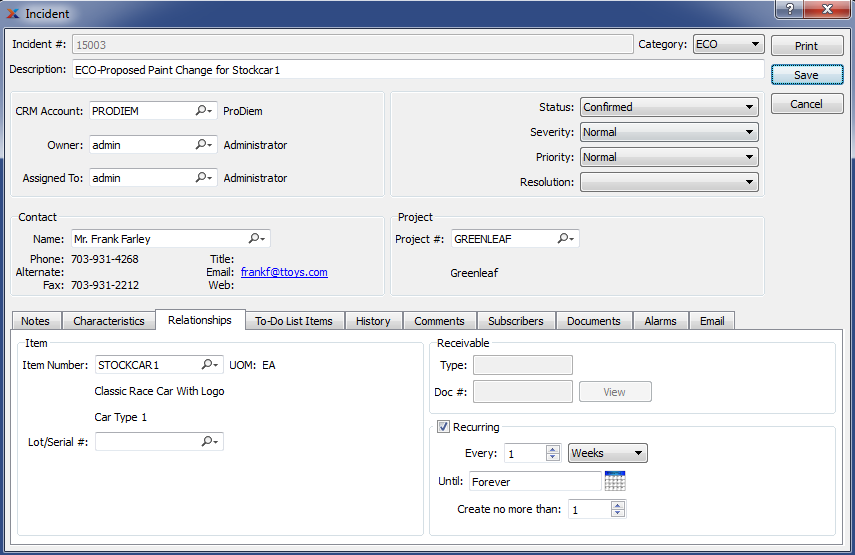 Incident
Incident #: 15003 Category: ECO Print
Description: ECO-Proposed Paint Change for Stockcar1 Save
Cancel
CRM Account: PRODIEM ProDiem Status: Confirmed
Owner: admin Administrator Severity: Normal
Assigned To: admin Administrator Priority: Normal
Resolution:
Contact Project
Name: Mr. Frank Farley Project #: GREENLEAF
Phone: 703-931-4268 Title: Greenleaf
Alternate: Email: frankf@ttoys.com
Fax: 703-931-2212 Web:
Notes Characteristics Relationships To-Do List Items History Comments Subscribers Documents Alarms Email
Item Receivable
Item Number: STOCKCAR1 UOM: EA Type:
Classic Race Car With Logo Doc #: View
Car Type 1 Recurring
Lot/Serial #: Every: 1 Weeks
Until: Forever
Create no more than: 1